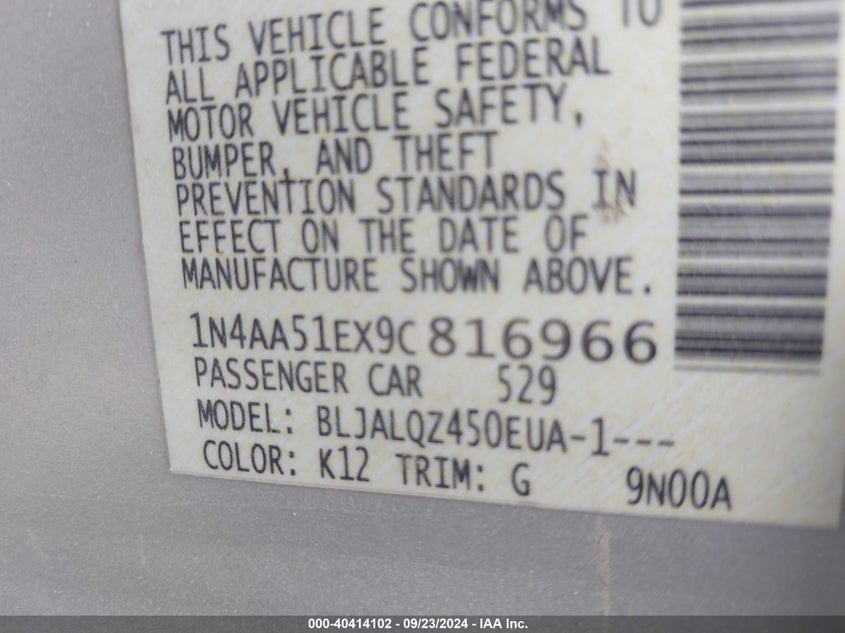 THIS VEHICLE CONFORMS TO
ALL APPLICABLE FEDERAL
MOTOR VEHICLE SAFETY,
BUMPER, AND THEFT
PREVENTION STANDARDS IN
EFFECT ON THE DATE OF
MANUFACTURE SHOWN ABOVE.
1N4AA51EX9C816966
PASSENGER CAR 529
MODEL: BLJALQZ450EUA-1---
COLOR: K12 TRIM: G 9N00A
000-40414102 - 09/23/2024 - IAA Inc.